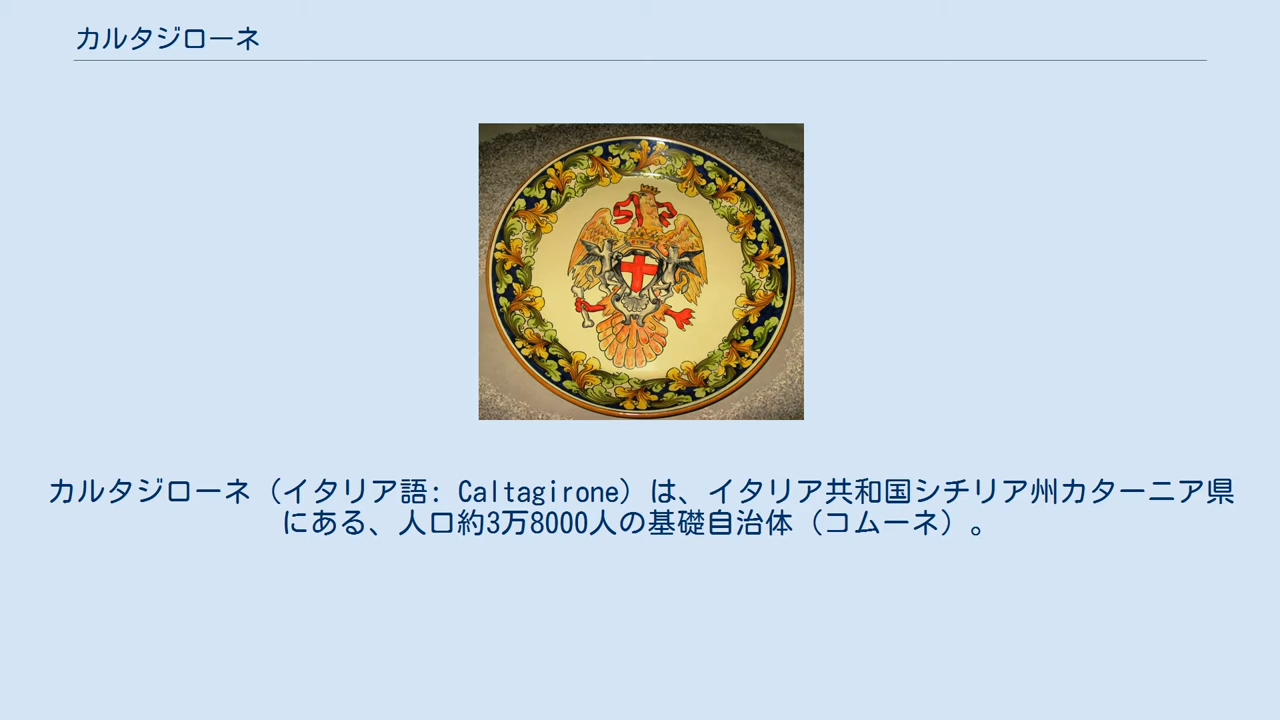 カルタジローネ
カルタジローネ（イタリア語: Caltagirone）は、イタリア共和国シチリア州カターニア県
にある、人口約3万8000人の基礎自治体（コムーネ）。